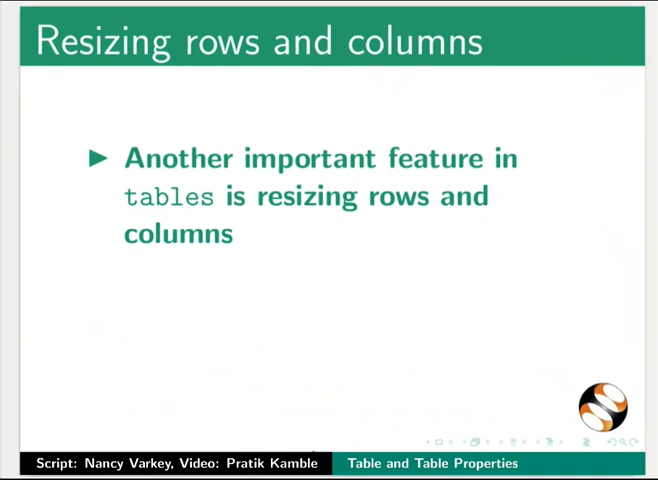 Resizing rows and columns
Another important feature in
tables is resizing rows and
columns
Script: Nancy Varkey, Video: Pratik Kamble Table and Table Properties